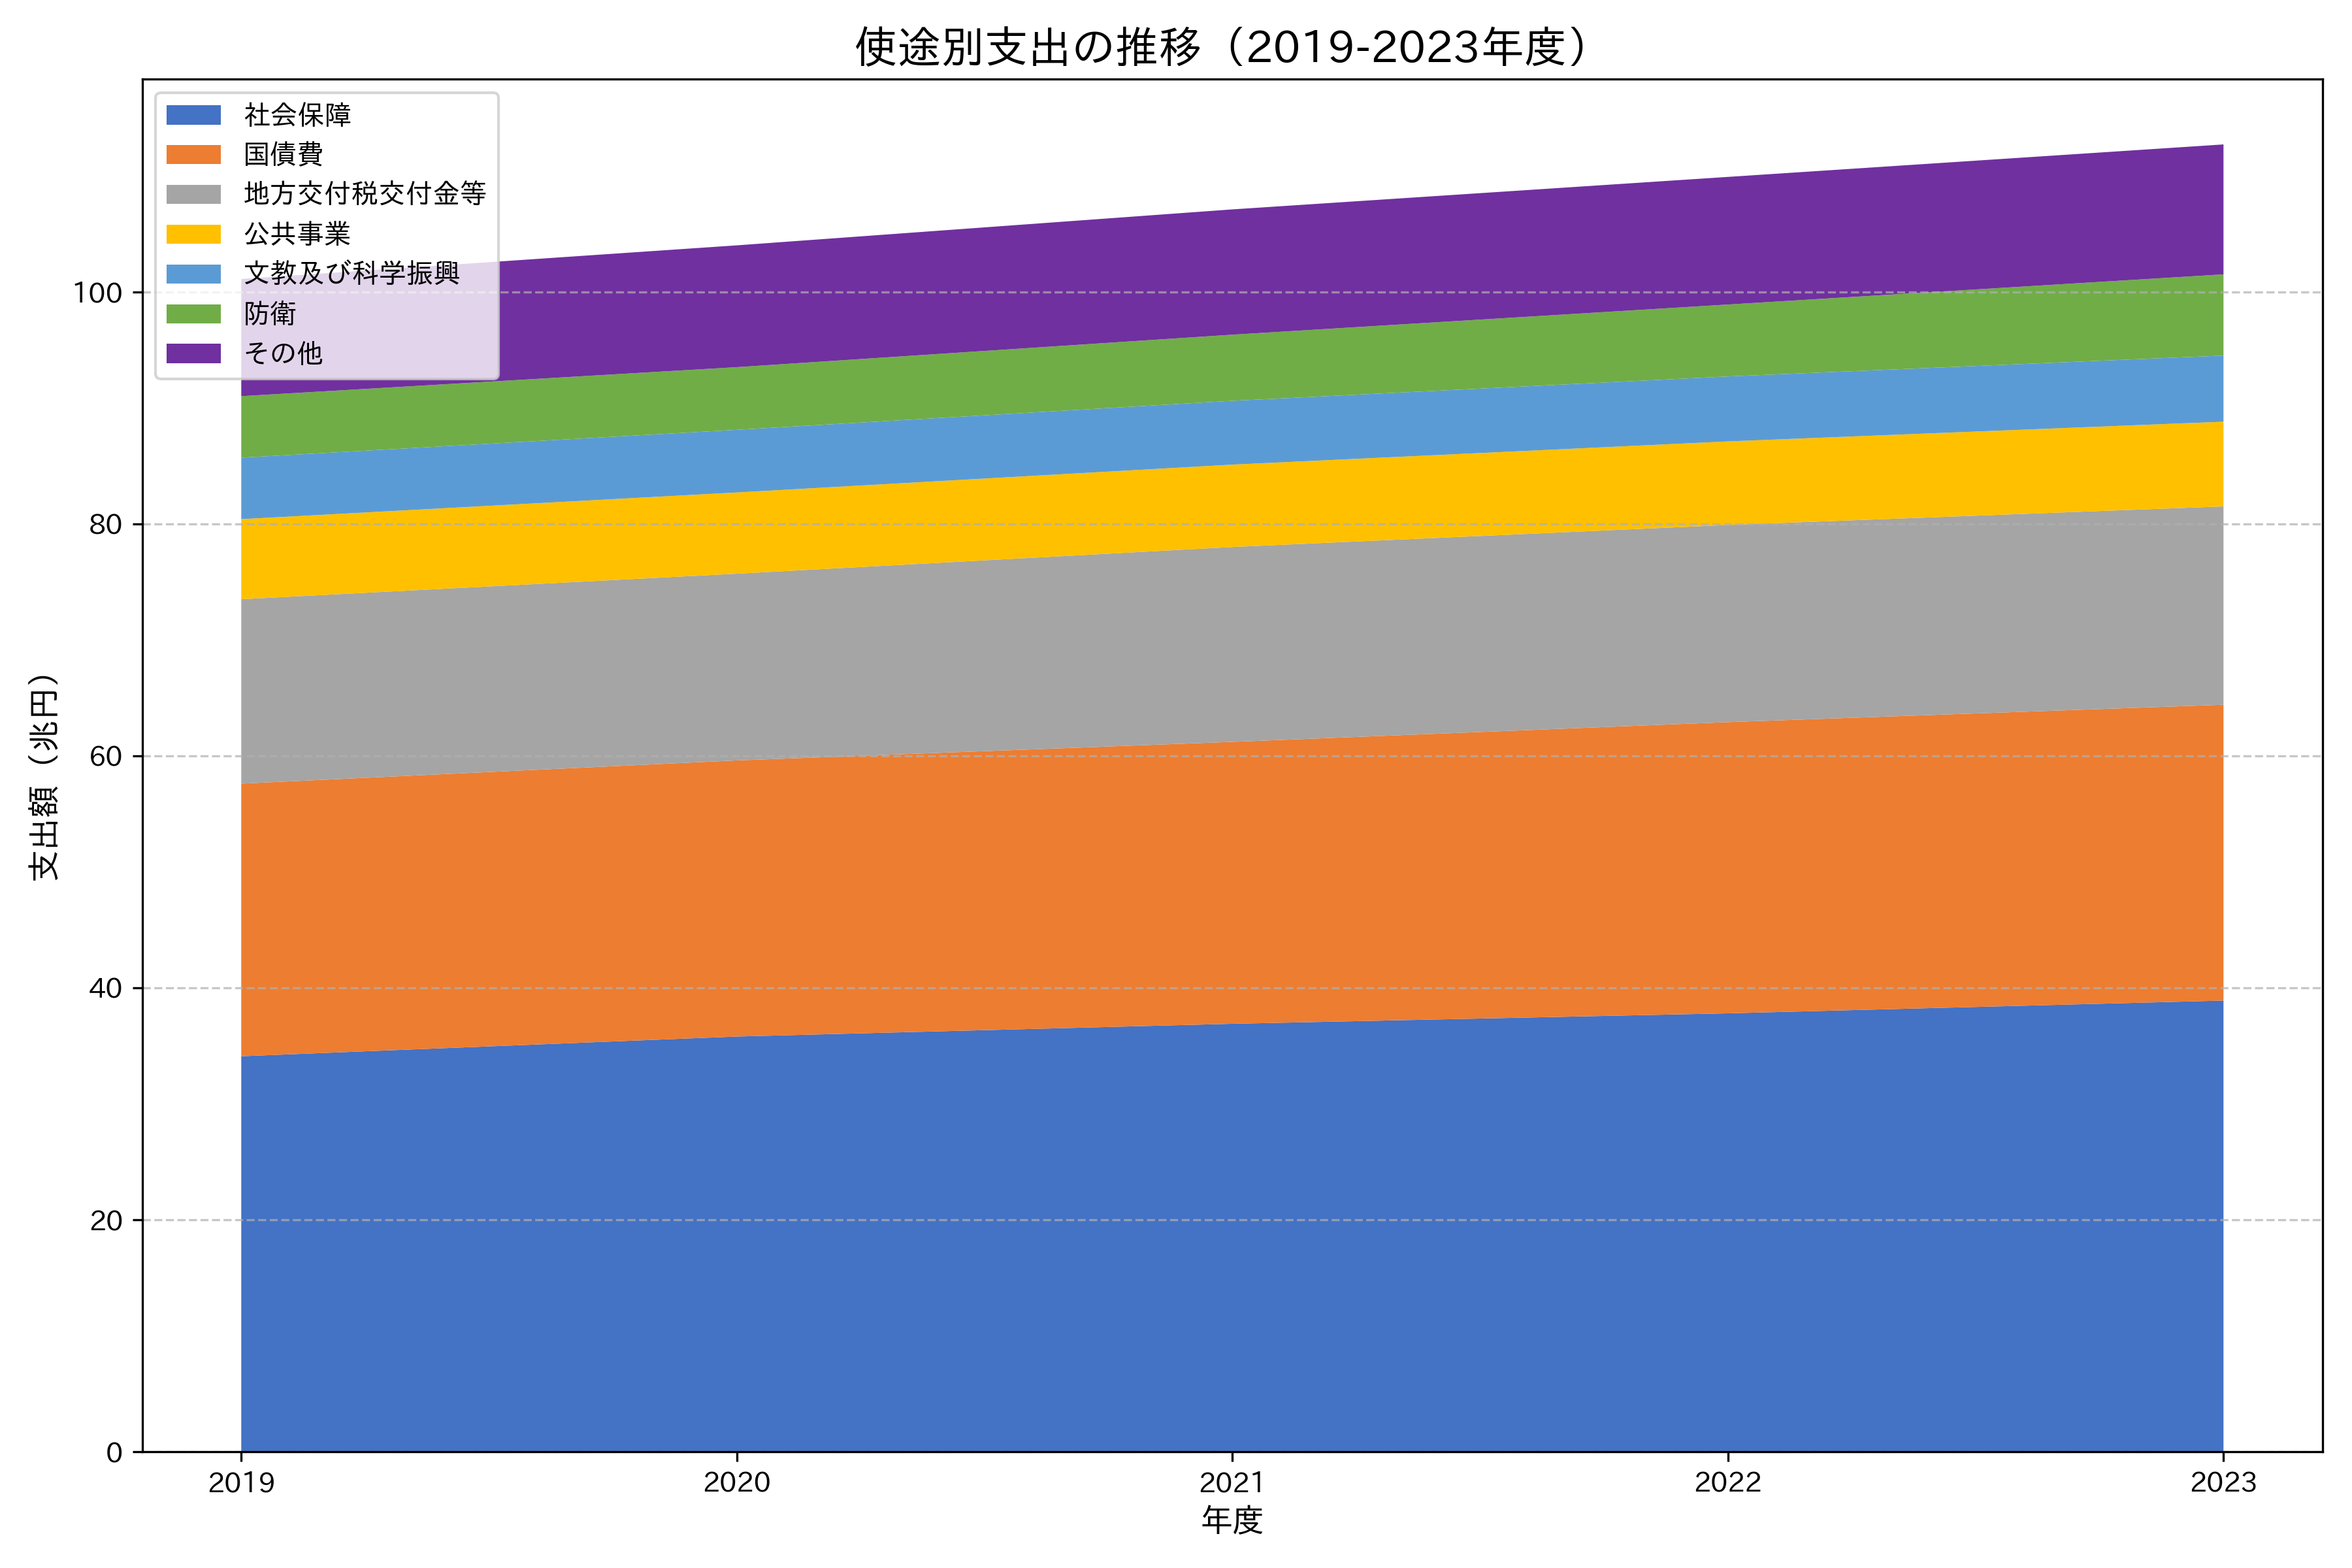 使途別支出の推移（2019-2023年度）
社会保障
国債費
地方交付税交付金等
公共事業
文教及び科学振興
防衛
その他
支出額（兆円）
100
80
60
40
20
0
2019 2020 2021 2022 2023
年度